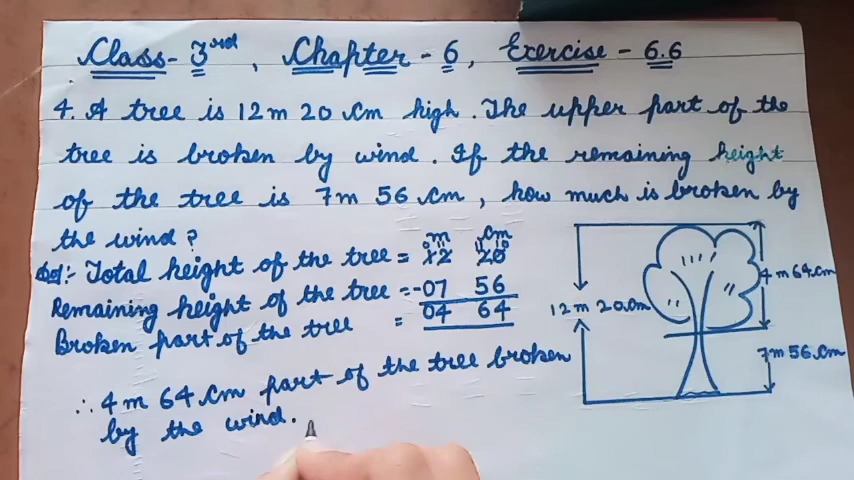 Class- 3rd, Chapter - 6, Exercise - 6.6
4. A tree is 12 m 20 cm high. The upper part of the
tree is broken by wind. If the remaining height
of the tree is 7 m 56 cm, how much is broken by
the wind?
m cm
Sol:- Total height of the tree = 12 20
Remaining height of the tree = -07 56
Broken part of the tree = 04 64
∴ 4 m 64 cm part of the tree broken
by the wind.
12 m 20 cm
4 m 64 cm
7 m 56 cm